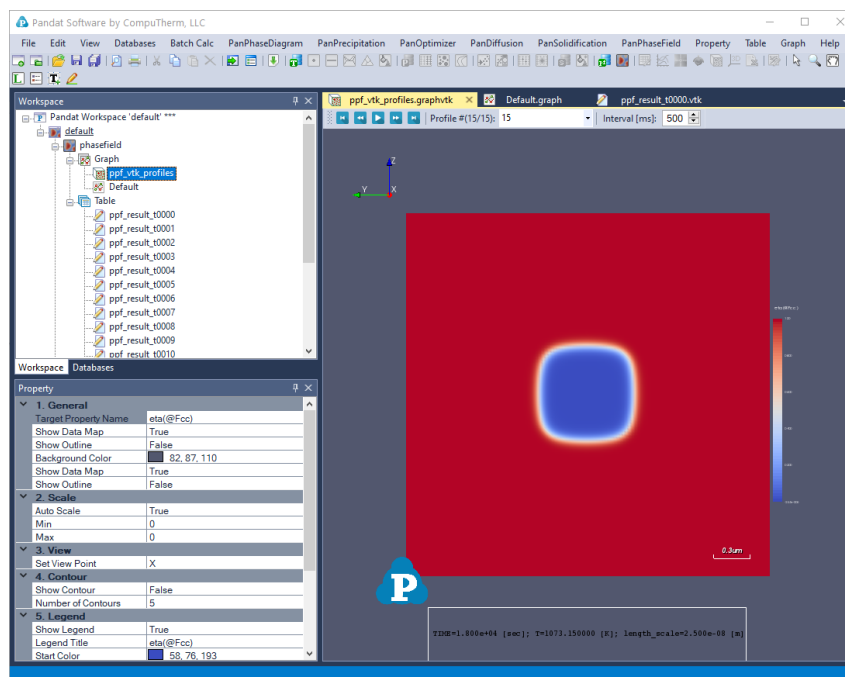 Pandat Software by CompuTherm, LLC
File Edit View Databases Batch Calc PanPhaseDiagram PanPrecipitation PanOptimizer PanDiffusion PanSolidification PanPhaseField Property Table Graph Help
Workspace
ppf_vtk_profiles.graphvtk Default.graph ppf_result_t0000.vtk
Profile #(15/15): 15 Interval [ms]: 500
Pandat Workspace 'default' ***
default
phasefield
Graph
ppf_vtk_profiles
Default
Table
ppf_result_t0000
ppf_result_t0001
ppf_result_t0002
ppf_result_t0003
ppf_result_t0004
ppf_result_t0005
ppf_result_t0006
ppf_result_t0007
ppf_result_t0008
ppf_result_t0009
ppf_result_t0010
Workspace Databases
Property
1. General
Target Property Name eta(@Fcc)
Show Data Map True
Show Outline False
Background Color 82, 87, 110
Show Data Map True
Show Outline False
2. Scale
Auto Scale True
Min 0
Max 0
3. View
Set View Point X
4. Contour
Show Contour False
Number of Contours 5
5. Legend
Show Legend True
Legend Title eta(@Fcc)
Start Color 58, 76, 193
Z
Y X
eta(@Fcc)
0.3um
P
TIME=1.800e+04 [sec]; T=1073.150000 [K]; length_scale=2.500e-08 [m]